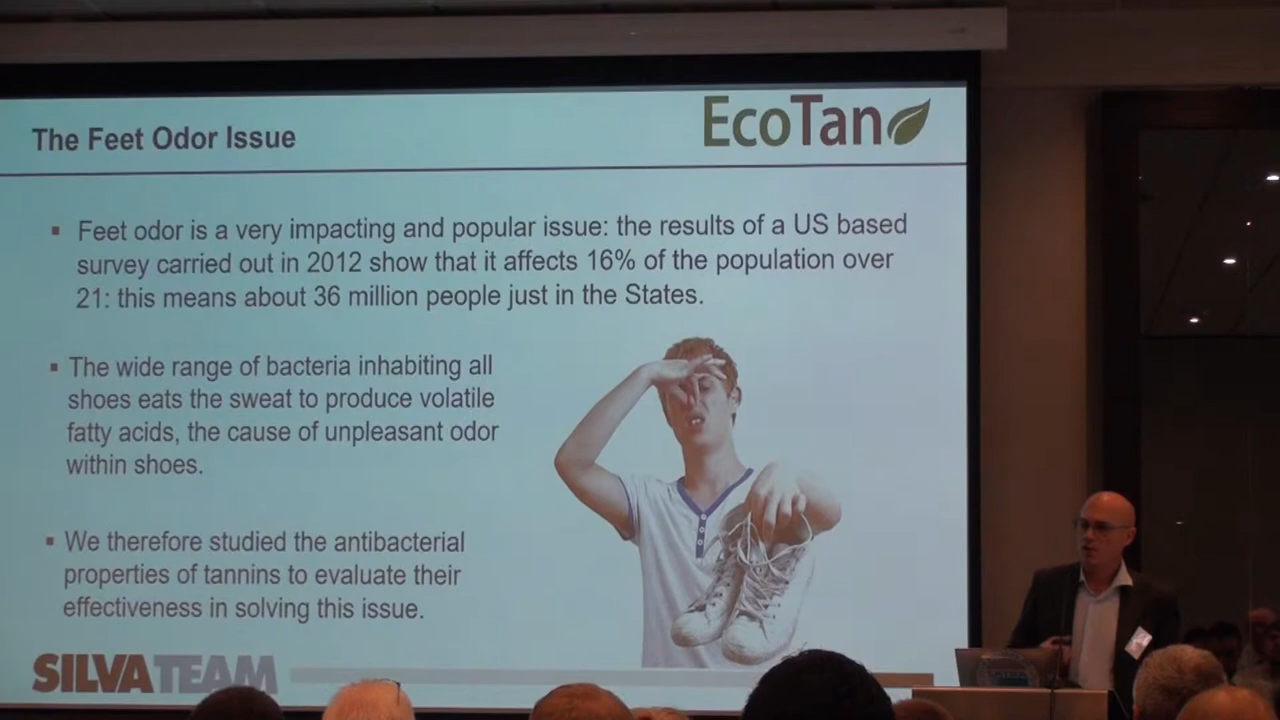 The Feet Odor Issue
EcoTan
▪ Feet odor is a very impacting and popular issue: the results of a US based
survey carried out in 2012 show that it affects 16% of the population over
21: this means about 36 million people just in the States.
▪ The wide range of bacteria inhabiting all
shoes eats the sweat to produce volatile
fatty acids, the cause of unpleasant odor
within shoes.
▪ We therefore studied the antibacterial
properties of tannins to evaluate their
effectiveness in solving this issue.
SILVATEAM